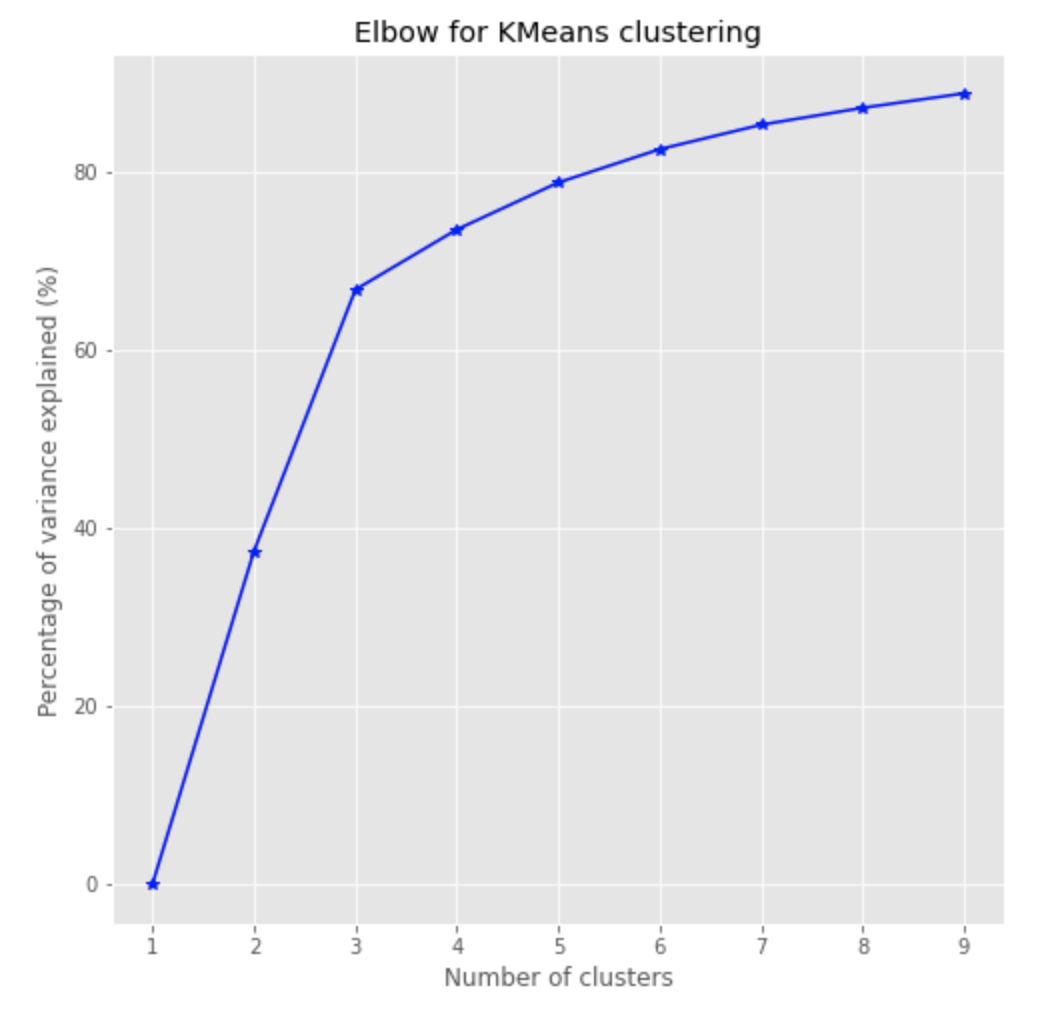 Elbow for KMeans clustering
Percentage of variance explained (%)
80
60
40
20
0
1 2 3 4 5 6 7 8 9
Number of clusters